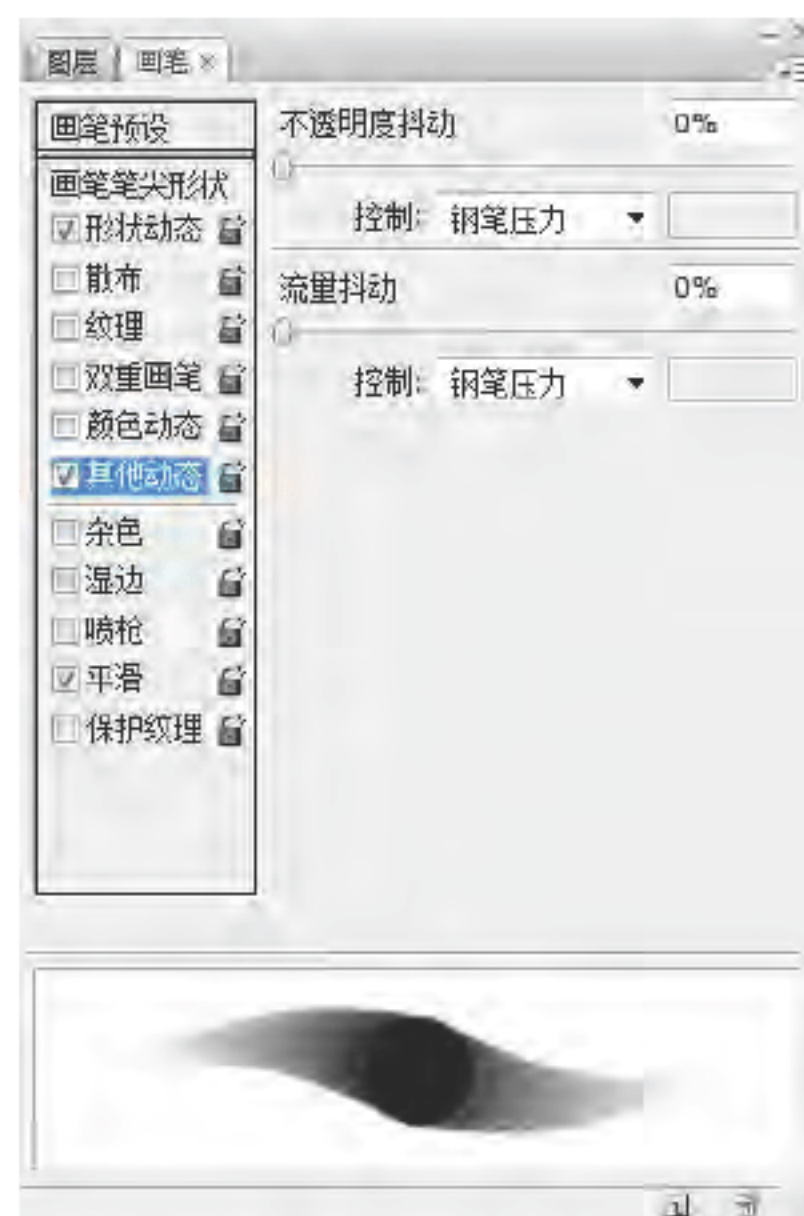 图层 画笔 ×
画笔预设
画笔笔尖形状
形状动态
散布
纹理
双重画笔
颜色动态
其他动态
杂色
湿边
喷枪
平滑
保护纹理
不透明度抖动 0%
控制: 钢笔压力
流量抖动 0%
控制: 钢笔压力